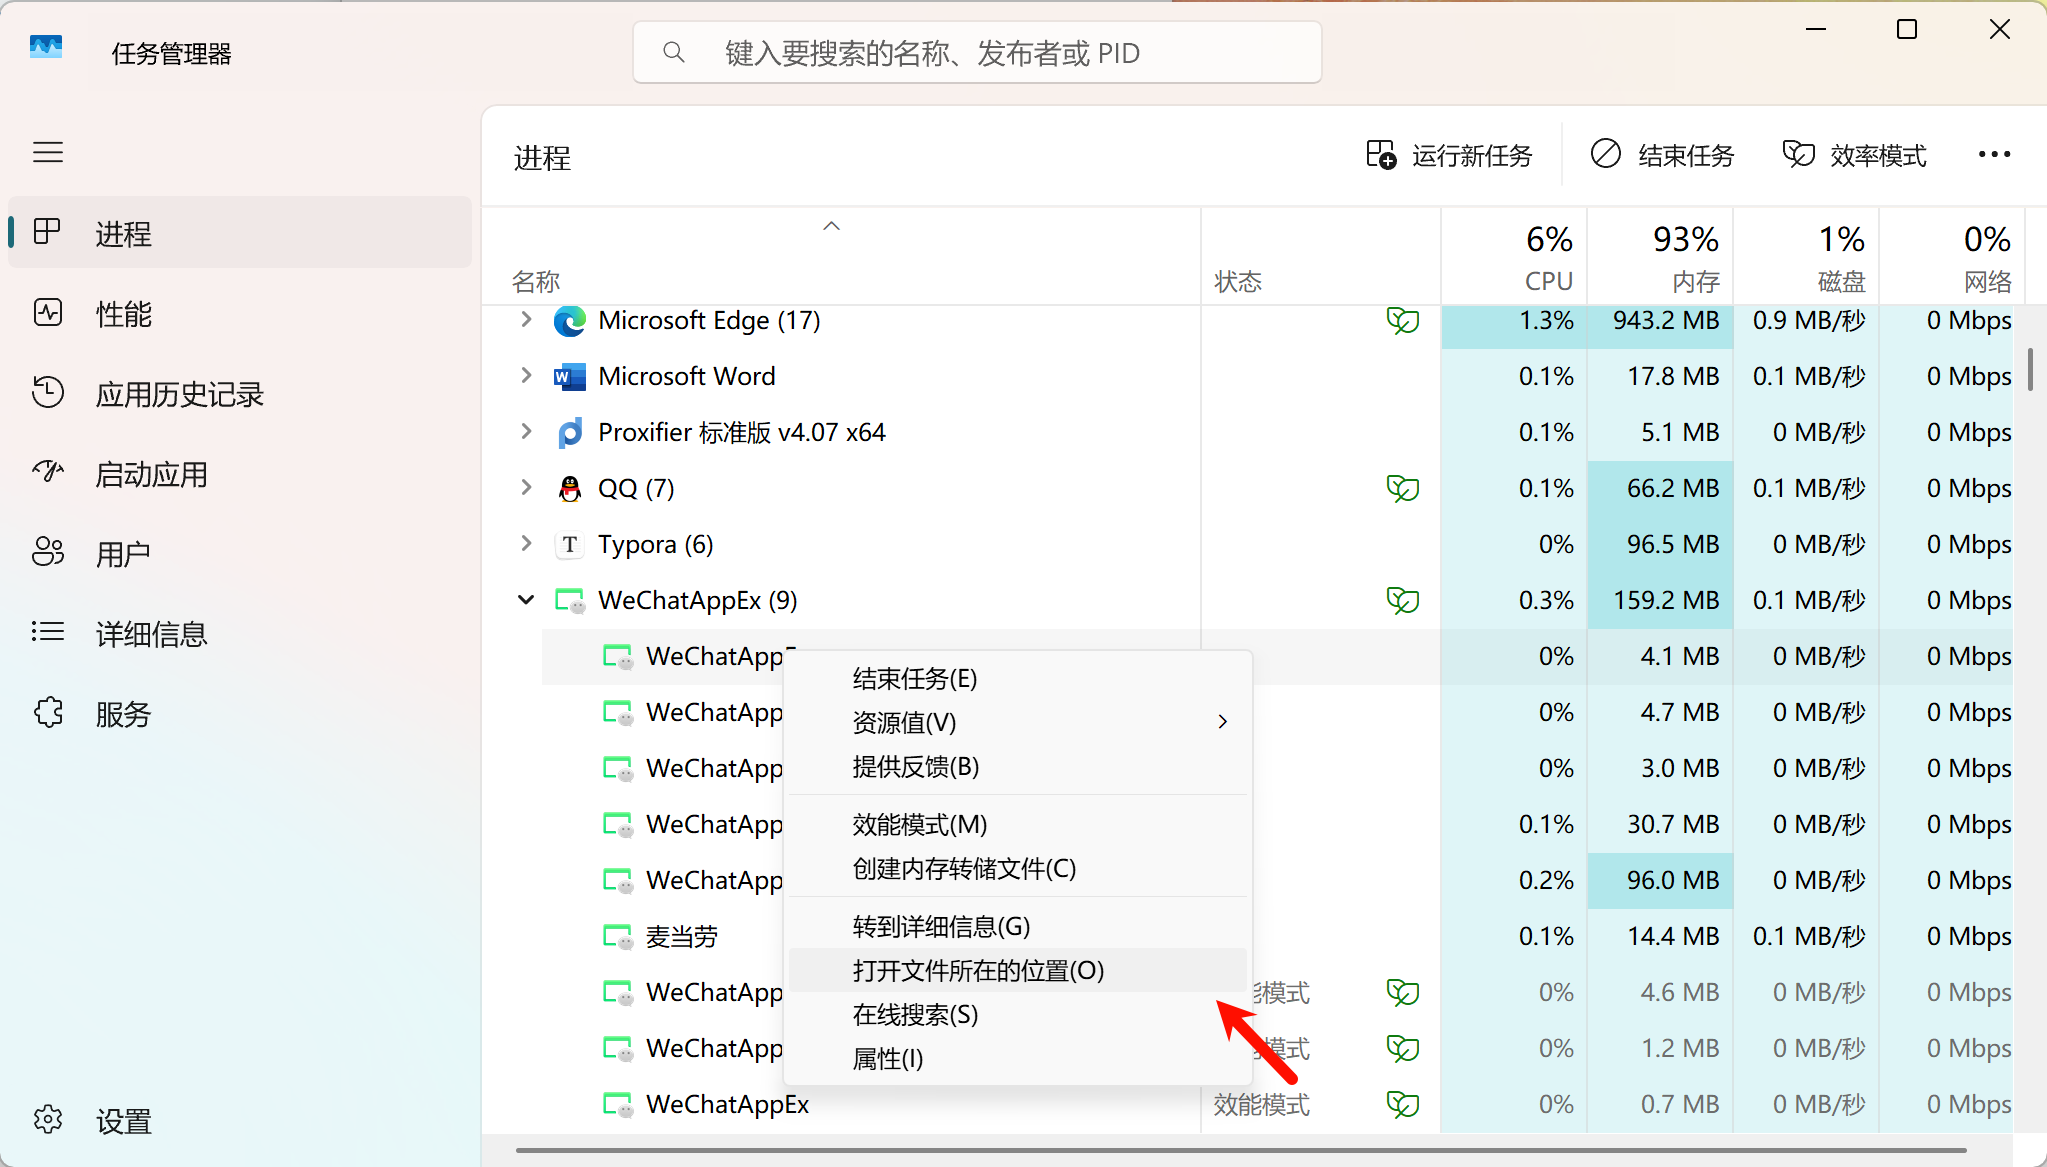 任务管理器
键入要搜索的名称、发布者或 PID
进程
性能
应用历史记录
启动应用
用户
详细信息
服务
设置
进程
运行新任务
结束任务
效率模式
名称 状态 6% CPU 93% 内存 1% 磁盘 0% 网络
Microsoft Edge (17) 1.3% 943.2 MB 0.9 MB/秒 0 Mbps
Microsoft Word 0.1% 17.8 MB 0.1 MB/秒 0 Mbps
Proxifier 标准版 v4.07 x64 0.1% 5.1 MB 0 MB/秒 0 Mbps
QQ (7) 0.1% 66.2 MB 0.1 MB/秒 0 Mbps
Typora (6) 0% 96.5 MB 0 MB/秒 0 Mbps
WeChatAppEx (9) 0.3% 159.2 MB 0.1 MB/秒 0 Mbps
WeChatApp 0% 4.1 MB 0 MB/秒 0 Mbps
WeChatApp 0% 4.7 MB 0 MB/秒 0 Mbps
WeChatApp 0% 3.0 MB 0 MB/秒 0 Mbps
WeChatApp 0.1% 30.7 MB 0 MB/秒 0 Mbps
WeChatApp 0.2% 96.0 MB 0 MB/秒 0 Mbps
麦当劳 0.1% 14.4 MB 0.1 MB/秒 0 Mbps
WeChatApp 模式 0% 4.6 MB 0 MB/秒 0 Mbps
WeChatApp 模式 0% 1.2 MB 0 MB/秒 0 Mbps
WeChatAppEx 效能模式 0% 0.7 MB 0 MB/秒 0 Mbps
结束任务(E)
资源值(V)
提供反馈(B)
效能模式(M)
创建内存转储文件(C)
转到详细信息(G)
打开文件所在的位置(O)
在线搜索(S)
属性(I)